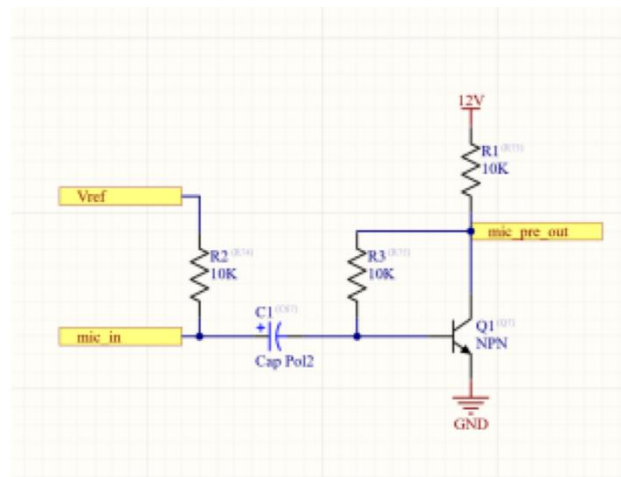 12V
R1
10K
Vref
mic_pre_out
R2
10K
R3
10K
C1
mic_in
Cap Pol2
Q1
NPN
GND